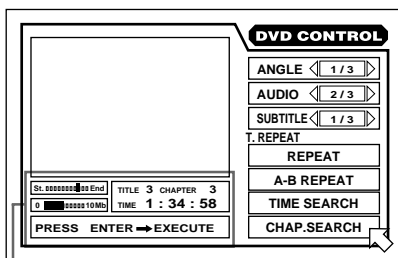 DVD CONTROL
ANGLE 1 / 3
AUDIO 2 / 3
SUBTITLE 1 / 3
T. REPEAT
REPEAT
A-B REPEAT
TIME SEARCH
CHAP.SEARCH
St. End
0 10Mb
TITLE 3 CHAPTER 3
TIME 1 : 34 : 58
PRESS ENTER ➡ EXECUTE